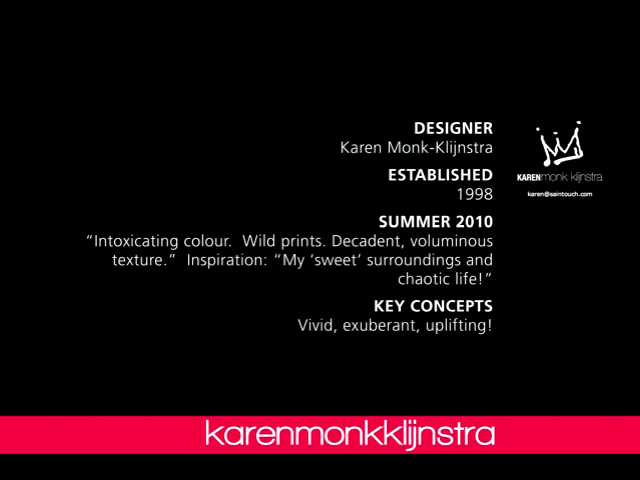 DESIGNER
Karen Monk-Klijnstra
ESTABLISHED
1998
SUMMER 2010
“Intoxicating colour.  Wild prints. Decadent, voluminous
texture.”  Inspiration: “My ‘sweet’ surroundings and
chaotic life!”
KEY CONCEPTS
Vivid, exuberant, uplifting!
KARENmonk klijnstra
karen@saintouch.com
karenmonkklijnstra